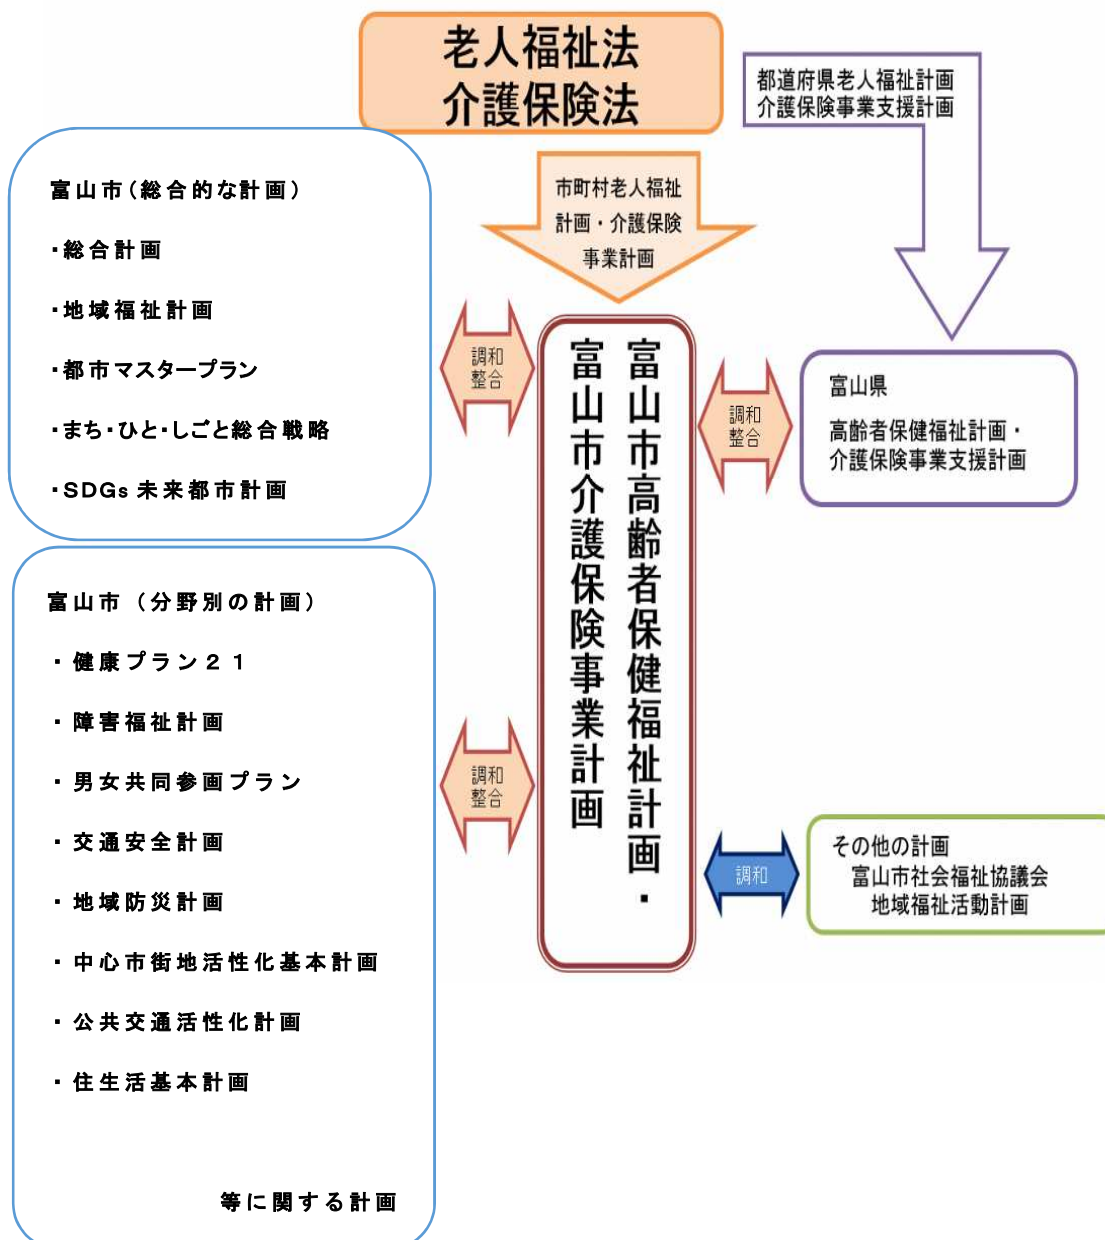 老人福祉法
介護保険法
都道府県老人福祉計画
介護保険事業支援計画
市町村老人福祉
計画・介護保険
事業計画
富山市（総合的な計画）
・総合計画
・地域福祉計画
・都市マスタープラン
・まち・ひと・しごと総合戦略
・SDGs 未来都市計画
調和
整合
富山市高齢者保健福祉計画・
富山市介護保険事業計画
調和
整合
富山県
高齢者保健福祉計画・
介護保険事業支援計画
富山市（分野別の計画）
・健康プラン２１
・障害福祉計画
・男女共同参画プラン
・交通安全計画
・地域防災計画
・中心市街地活性化基本計画
・公共交通活性化計画
・住生活基本計画
等に関する計画
調和
整合
調和
その他の計画
富山市社会福祉協議会
地域福祉活動計画